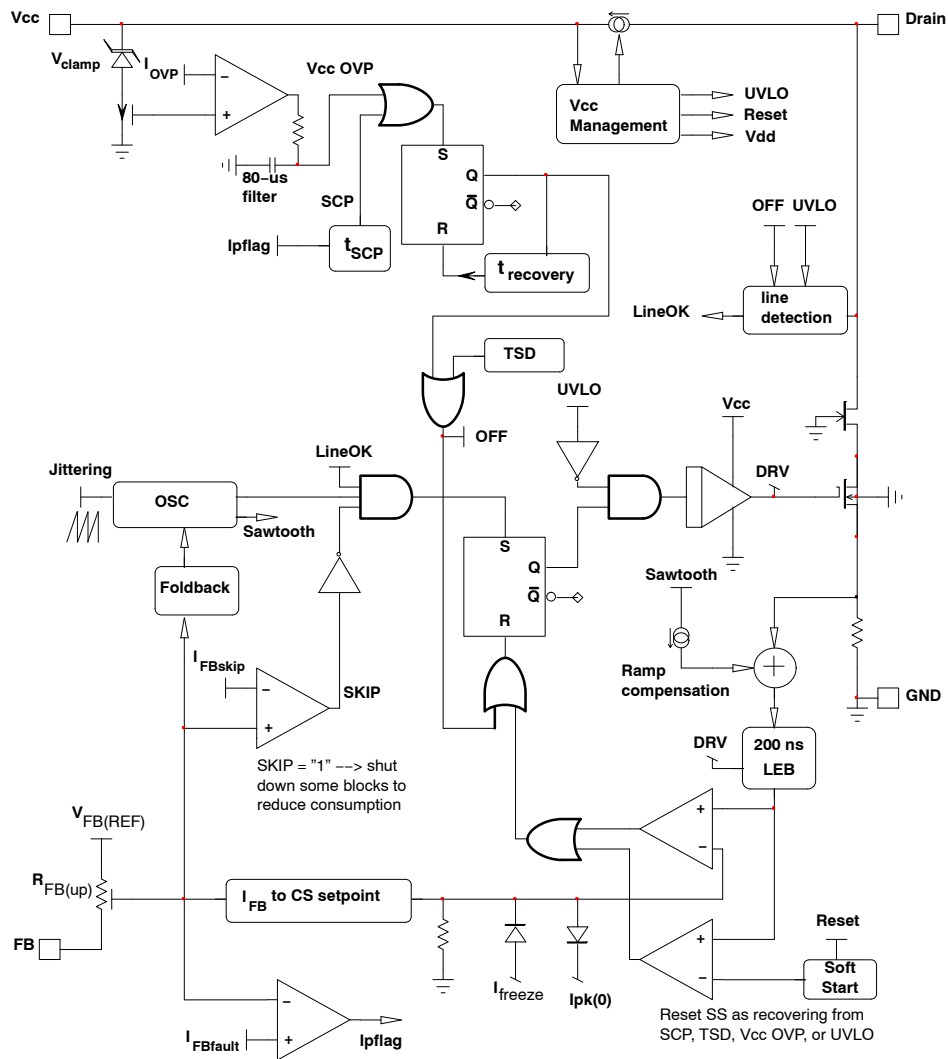 Vcc
Drain
Vclamp
IOVP
−
+
Vcc OVP
80−us
filter
SCP
Ipflag
tSCP
S
Q
Q̅
R
trecovery
Vcc
Management
UVLO
Reset
Vdd
OFF UVLO
LineOK
line
detection
TSD
OFF
UVLO
Vcc
DRV
LineOK
Jittering
OSC
Sawtooth
Foldback
S
Q
Q̅
R
Sawtooth
Ramp
compensation
+
GND
IFBskip
−
+
SKIP
SKIP = ”1” −−> shut
down some blocks to
reduce consumption
DRV
200 ns
LEB
VFB(REF)
RFB(up)
FB
IFB to CS setpoint
+
−
Ifreeze
Ipk(0)
+
−
Reset
Soft
Start
Reset SS as recovering from
SCP, TSD, Vcc OVP, or UVLO
−
+
IFBfault
Ipflag